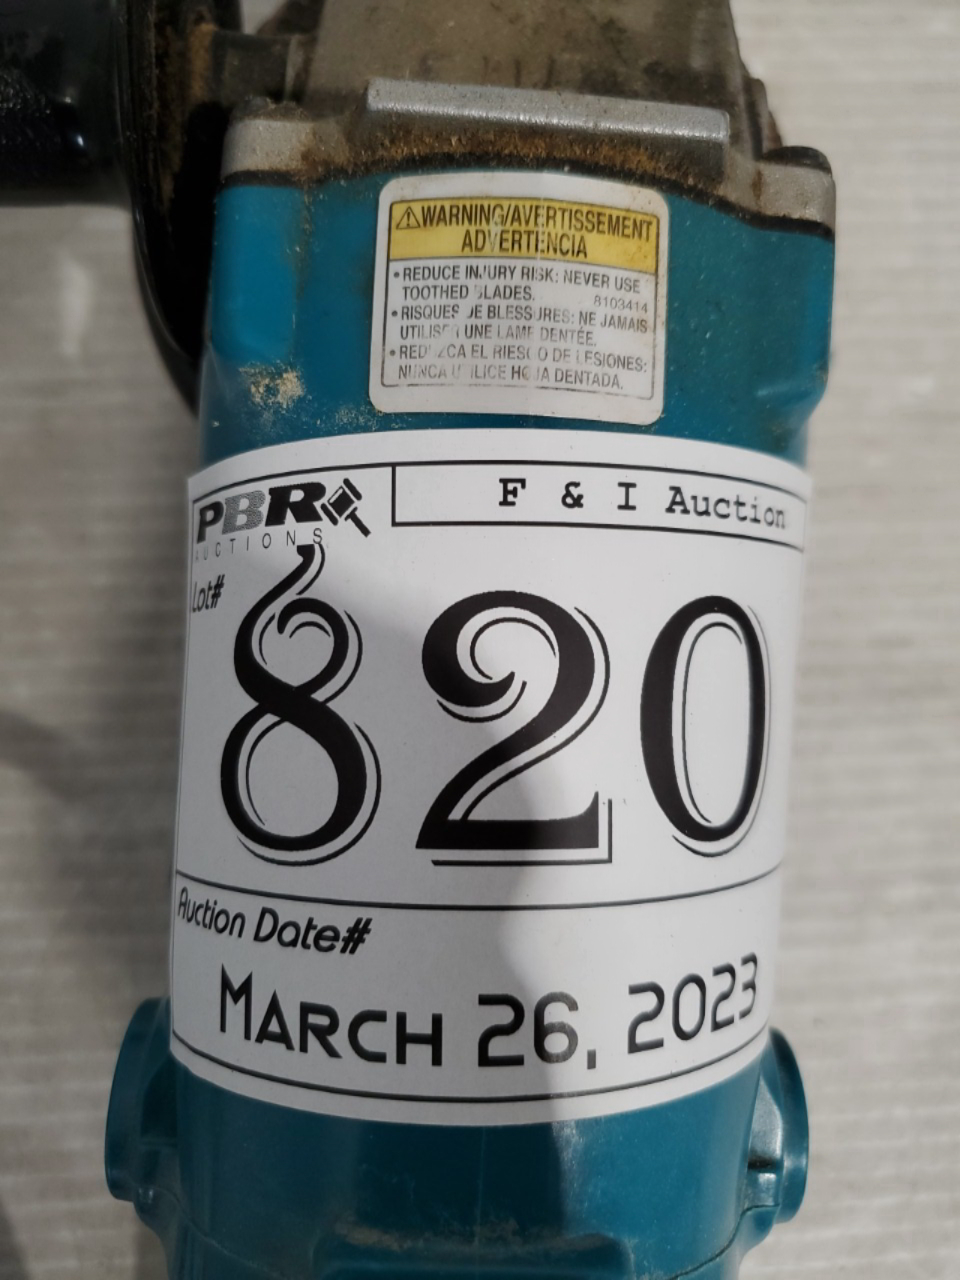 WARNING/AVERTISSEMENT
ADVERTENCIA
• REDUCE INJURY RISK: NEVER USE
TOOTHED BLADES.
8103414
• RISQUES DE BLESSURES: NE JAMAIS
UTILISER UNE LAME DENTÉE.
• REDUZCA EL RIESGO DE LESIONES:
NUNCA UTILICE HOJA DENTADA.
PBR
AUCTIONS
F & I Auction
Lot#
820
Auction Date#
MARCH 26, 2023